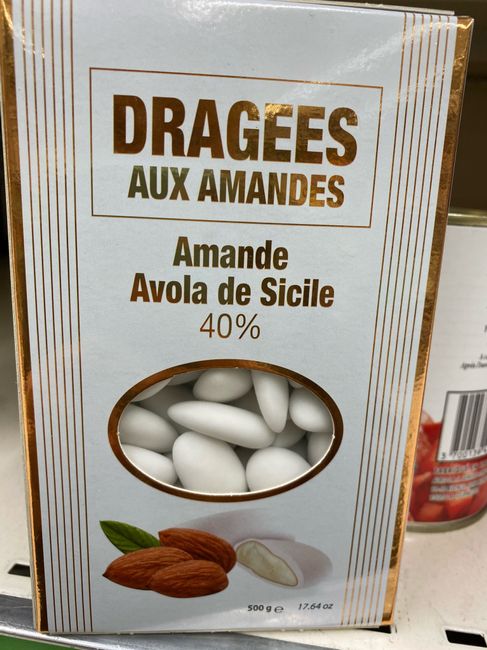 DRAGEES
AUX AMANDES
Amande
Avola de Sicile
40%
500 g e 17.64 oz